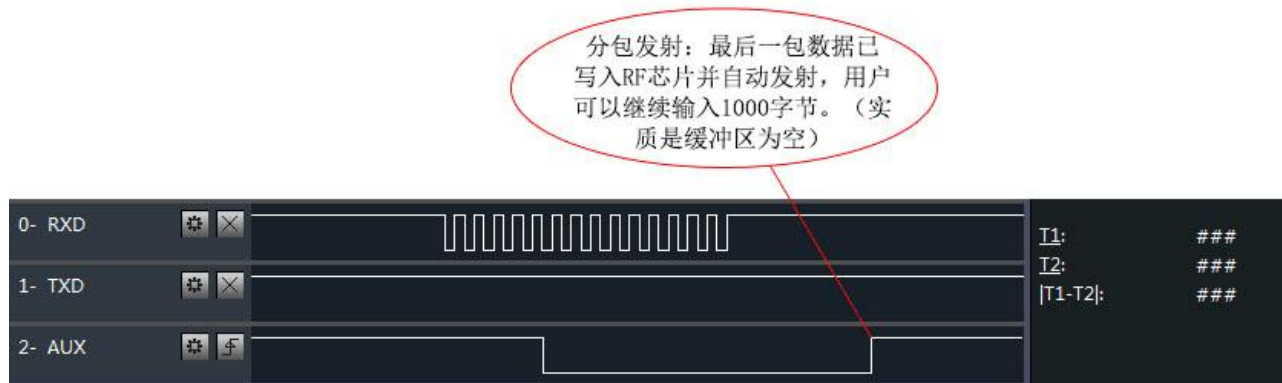 分包发射：最后一包数据已
写入RF芯片并自动发射，用户
可以继续输入1000字节。（实
质是缓冲区为空）
0- RXD
T1: ###
1- TXD
T2: ###
|T1-T2|: ###
2- AUX